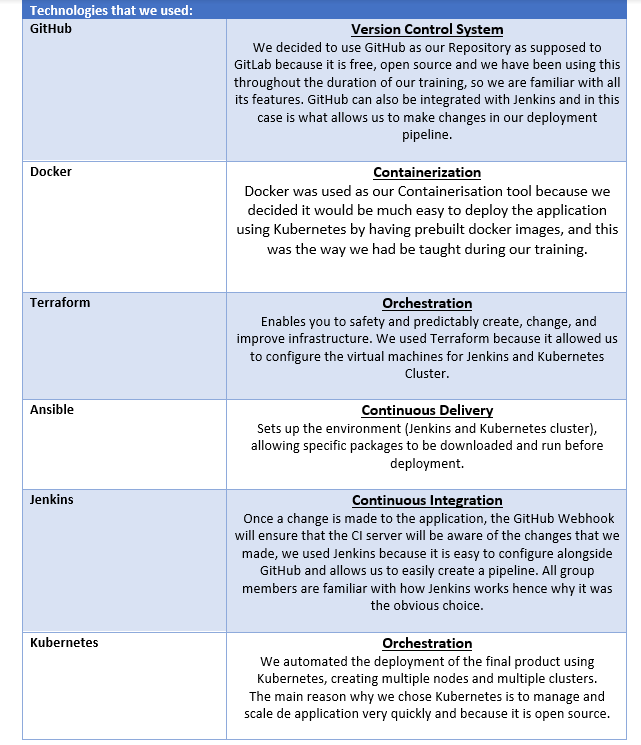 Technologies that we used:
GitHub
Version Control System
We decided to use GitHub as our Repository as supposed to
GitLab because it is free, open source and we have been using this
throughout the duration of our training, so we are familiar with all
its features. GitHub can also be integrated with Jenkins and in this
case is what allows us to make changes in our deployment
pipeline.
Docker
Containerization
Docker was used as our Containerisation tool because we
decided it would be much easy to deploy the application
using Kubernetes by having prebuilt docker images, and this
was the way we had be taught during our training.
Terraform
Orchestration
Enables you to safety and predictably create, change, and
improve infrastructure. We used Terraform because it allowed us
to configure the virtual machines for Jenkins and Kubernetes
Cluster.
Ansible
Continuous Delivery
Sets up the environment (Jenkins and Kubernetes cluster),
allowing specific packages to be downloaded and run before
deployment.
Jenkins
Continuous Integration
Once a change is made to the application, the GitHub Webhook
will ensure that the CI server will be aware of the changes that we
made, we used Jenkins because it is easy to configure alongside
GitHub and allows us to easily create a pipeline. All group
members are familiar with how Jenkins works hence why it was
the obvious choice.
Kubernetes
Orchestration
We automated the deployment of the final product using
Kubernetes, creating multiple nodes and multiple clusters.
The main reason why we chose Kubernetes is to manage and
scale de application very quickly and because it is open source.